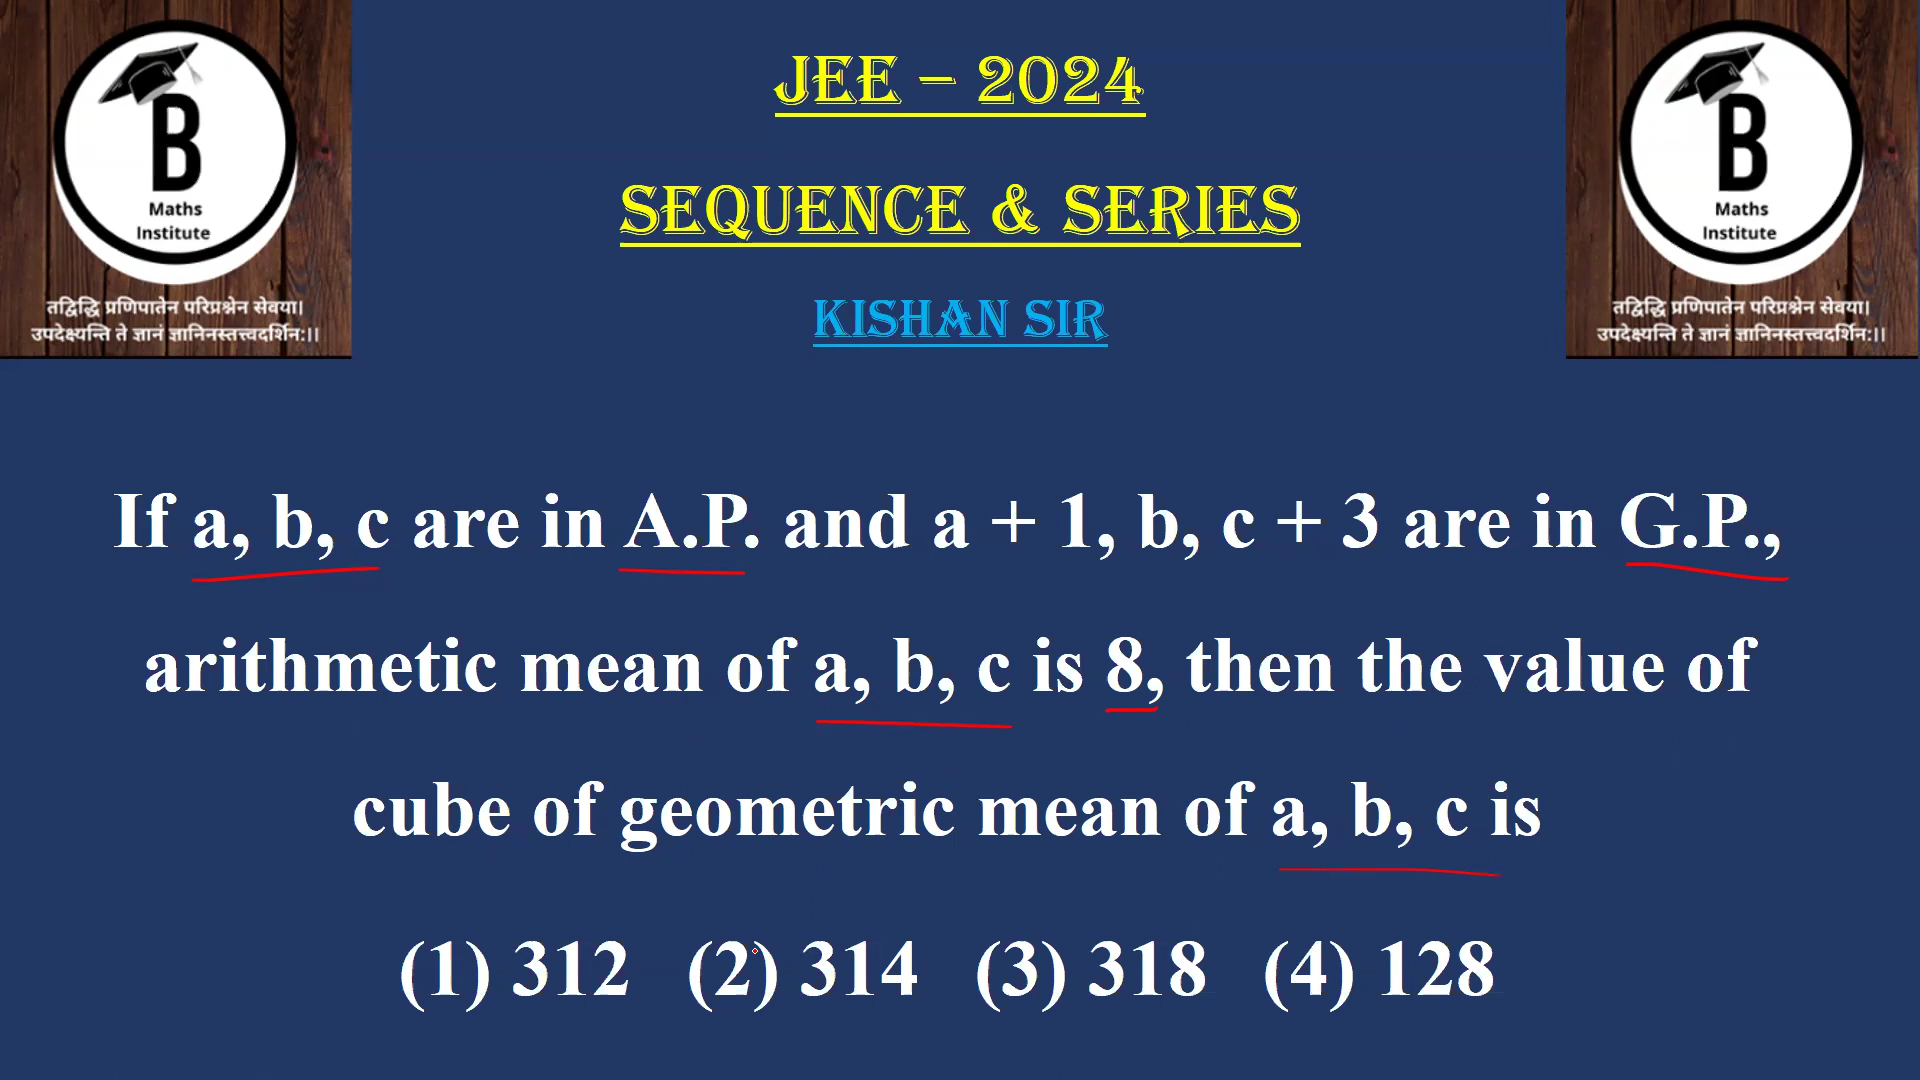 B
Maths
Institute
तद्विद्धि प्रणिपातेन परिप्रश्नेन सेवया।
उपदेक्ष्यन्ति ते ज्ञानं ज्ञानिनस्तत्त्वदर्शिन:।।
JEE – 2024
SEQUENCE & SERIES
KISHAN SIR
B
Maths
Institute
तद्विद्धि प्रणिपातेन परिप्रश्नेन सेवया।
उपदेक्ष्यन्ति ते ज्ञानं ज्ञानिनस्तत्त्वदर्शिन:।।
If a, b, c are in A.P. and a + 1, b, c + 3 are in G.P.,
arithmetic mean of a, b, c is 8, then the value of
cube of geometric mean of a, b, c is
(1) 312 (2) 314 (3) 318 (4) 128